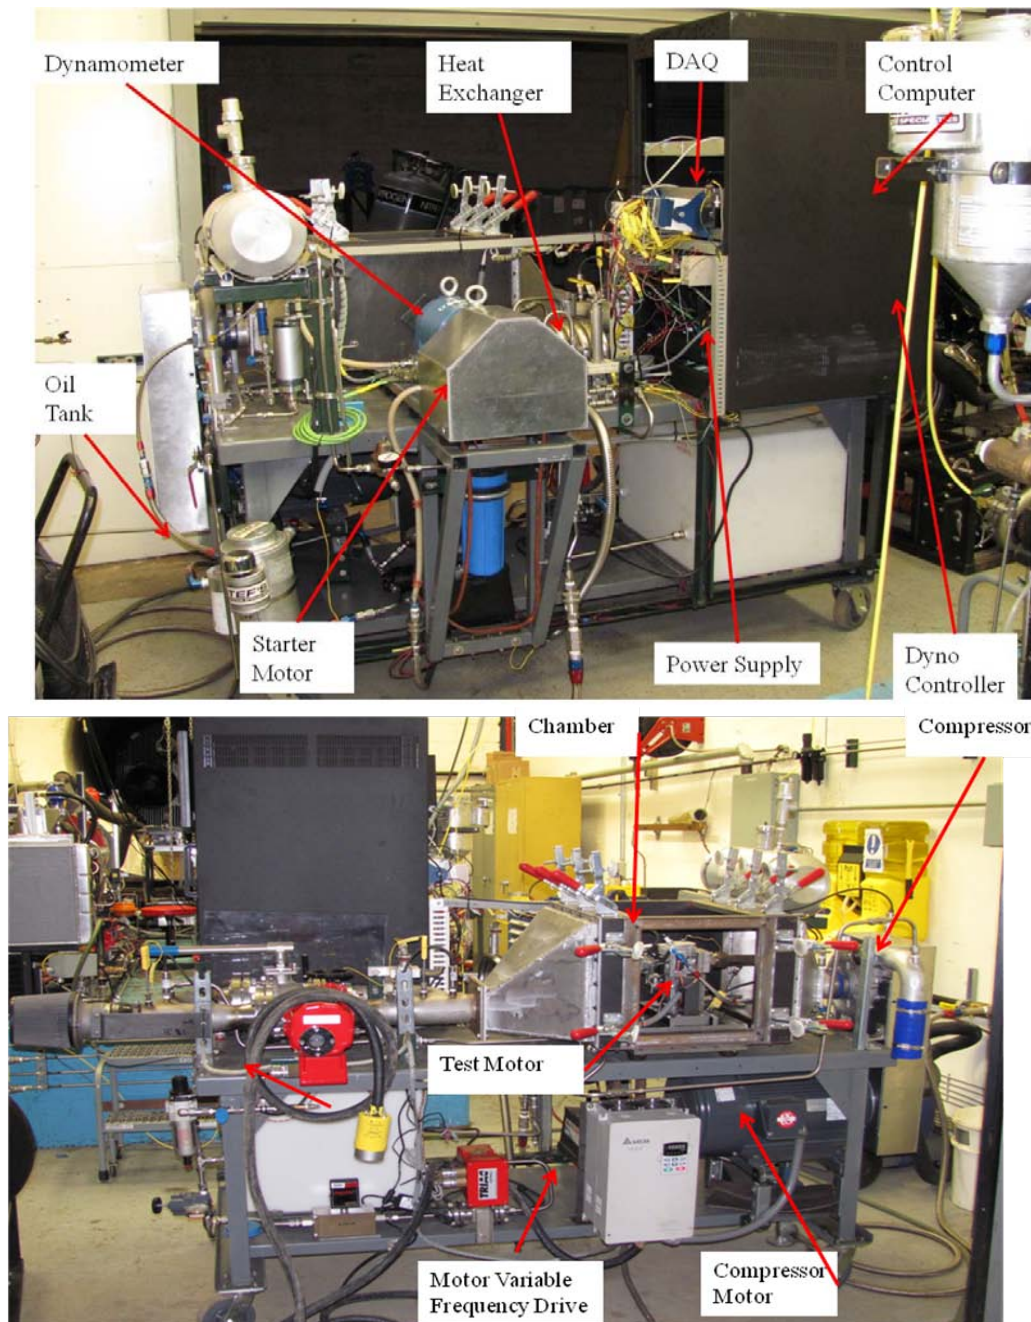 Dynamometer
Heat
Exchanger
DAQ
Control
Computer
Oil
Tank
Starter
Motor
Power Supply
Dyno
Controller
Chamber
Compressor
Test Motor
Motor Variable
Frequency Drive
Compressor
Motor